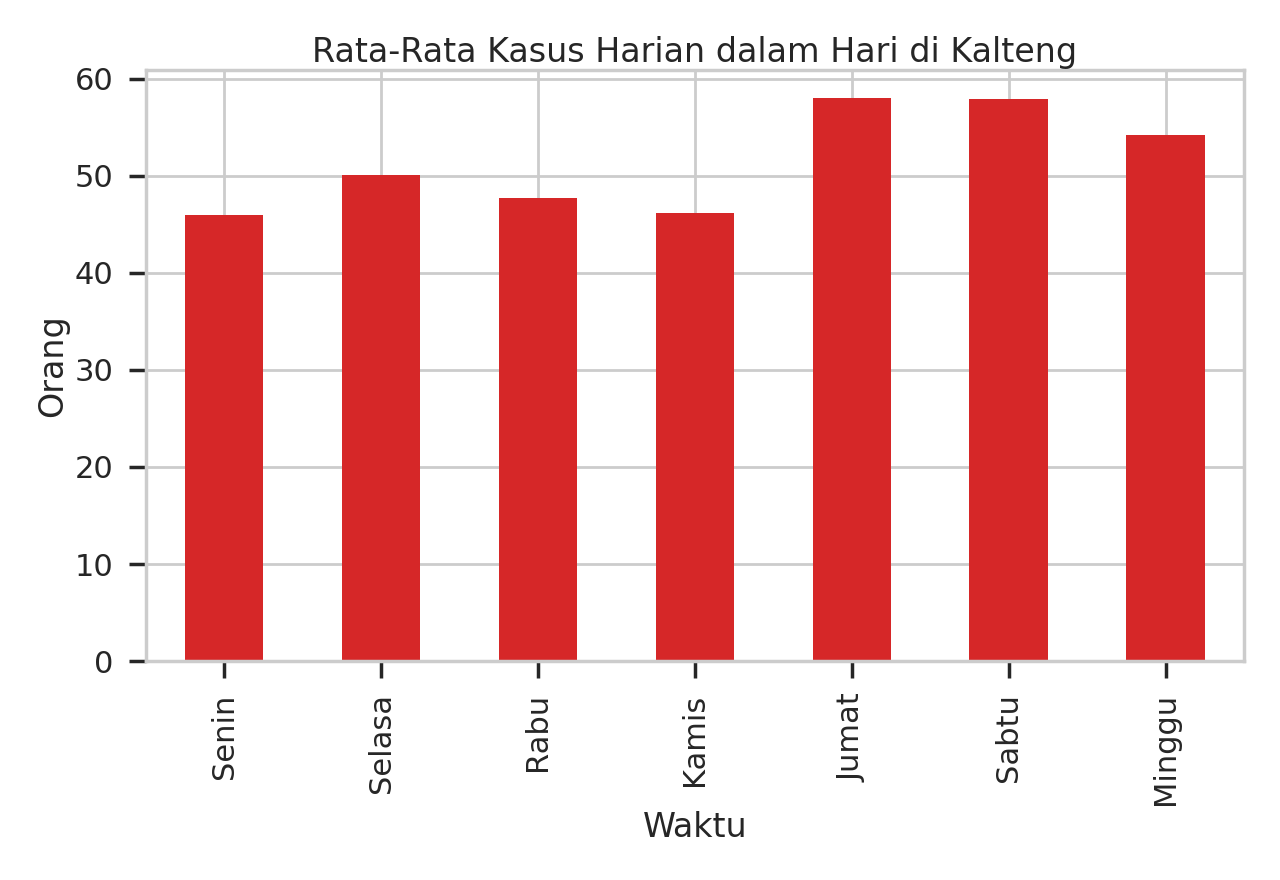 Rata-Rata Kasus Harian dalam Hari di Kalteng
60
50
40
30
20
10
0
Orang
Senin
Selasa
Rabu
Kamis
Jumat
Sabtu
Minggu
Waktu